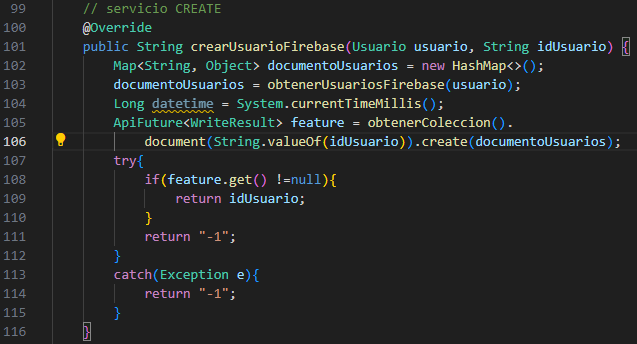 99 // servicio CREATE
100 @Override
101 public String crearUsuarioFirebase(Usuario usuario, String idUsuario) {
102 Map<String, Object> documentoUsuarios = new HashMap<>();
103 documentoUsuarios = obtenerUsuariosFirebase(usuario);
104 Long datetime = System.currentTimeMillis();
105 ApiFuture<WriteResult> feature = obtenerColeccion().
106 document(String.valueOf(idUsuario)).create(documentoUsuarios);
107 try{
108 if(feature.get() !=null){
109 return idUsuario;
110 }
111 return "-1";
112 }
113 catch(Exception e){
114 return "-1";
115 }
116 }